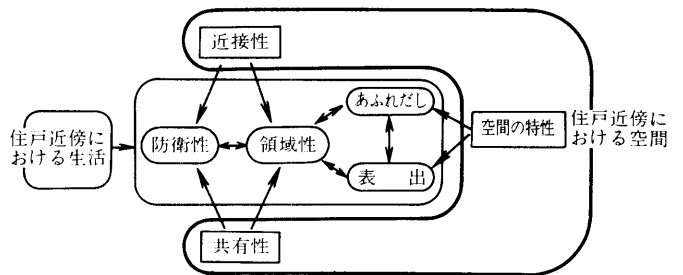 近接性
あふれだし
住戸近傍に
おける生活
防衛性
領域性
空間の特性
住戸近傍に
おける空間
表出
共有性